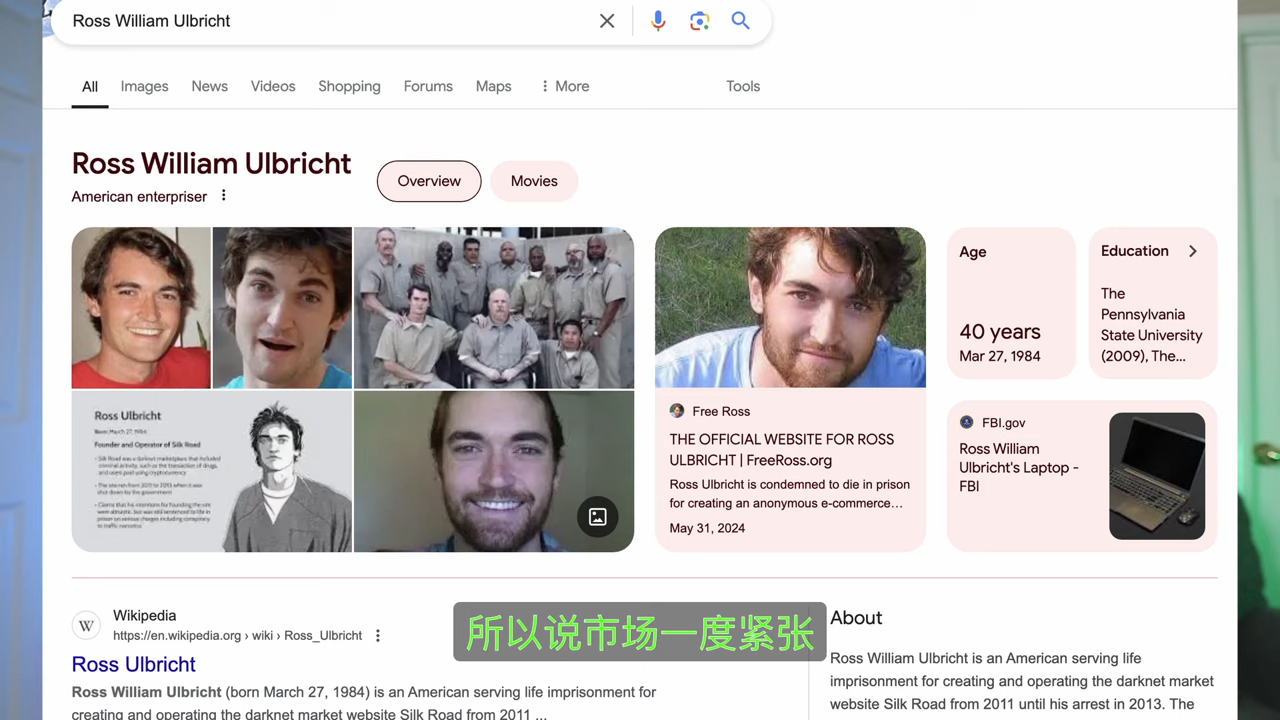 Ross William Ulbricht
All Images News Videos Shopping Forums Maps More Tools
Ross William Ulbricht
American enterpriser
Overview
Movies
Ross Ulbricht
Born March 27, 1984
Founder and Operator of Silk Road
Free Ross
THE OFFICIAL WEBSITE FOR ROSS
ULBRICHT | FreeRoss.org
Ross Ulbricht is condemned to die in prison
for creating an anonymous e-commerce…
May 31, 2024
Age
40 years
Mar 27, 1984
Education
The
Pennsylvania
State University
(2009), The...
FBI.gov
Ross William
Ulbricht's Laptop -
FBI
W
Wikipedia
https://en.wikipedia.org › wiki › Ross_Ulbricht
Ross Ulbricht
Ross William Ulbricht (born March 27, 1984) is an American serving life imprisonment for
creating and operating the darknet market website Silk Road from 2011 ...
所以说市场一度紧张
About
Ross William Ulbricht is an American serving life
imprisonment for creating and operating the darknet market
website Silk Road from 2011 until his arrest in 2013. The